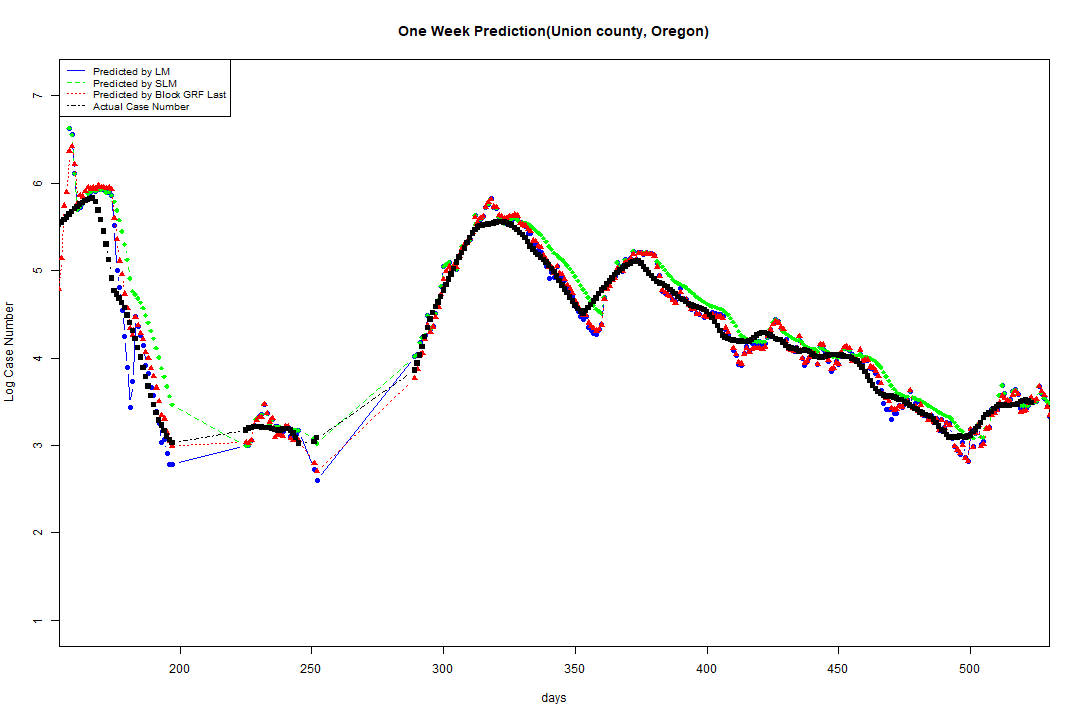 One Week Prediction(Union county, Oregon)
Predicted by LM
Predicted by SLM
Predicted by Block GRF Last
Actual Case Number
7
6
5
4
3
2
1
Log Case Number
200 250 300 350 400 450 500
days